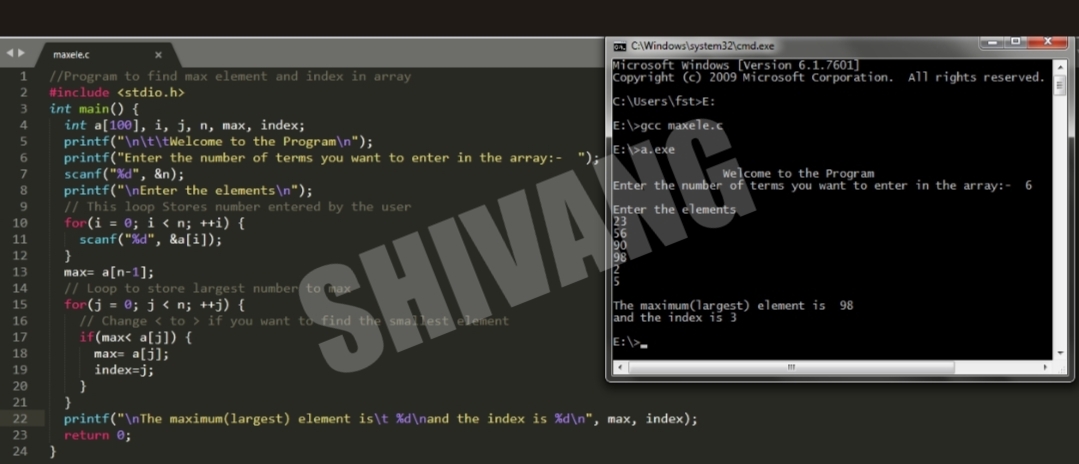 maxele.c
×
1 //Program to find max element and index in array
2 #include <stdio.h>
3 int main() {
4 int a[100], i, j, n, max, index;
5 printf("\n\t\tWelcome to the Program\n");
6 printf("Enter the number of terms you want to enter in the array:-  ");
7 scanf("%d", &n);
8 printf("\nEnter the elements\n");
9 // This loop Stores number entered by the user
10 for(i = 0; i < n; ++i) {
11 scanf("%d", &a[i]);
12 }
13 max= a[n-1];
14 // Loop to store largest number to max
15 for(j = 0; j < n; ++j) {
16 // Change < to > if you want to find the smallest element
17 if(max< a[j]) {
18 max= a[j];
19 index=j;
20 }
21 }
22 printf("\nThe maximum(largest) element is\t %d\nand the index is %d\n", max, index);
23 return 0;
24 }
C:\Windows\system32\cmd.exe
Microsoft Windows [Version 6.1.7601]
Copyright (c) 2009 Microsoft Corporation.  All rights reserved.
C:\Users\fst>E:
E:\>gcc maxele.c
E:\>a.exe
Welcome to the Program
Enter the number of terms you want to enter in the array:-  6
Enter the elements
23
56
90
98
2
5
The maximum(largest) element is  98
and the index is 3
E:\>_
SHIVANG